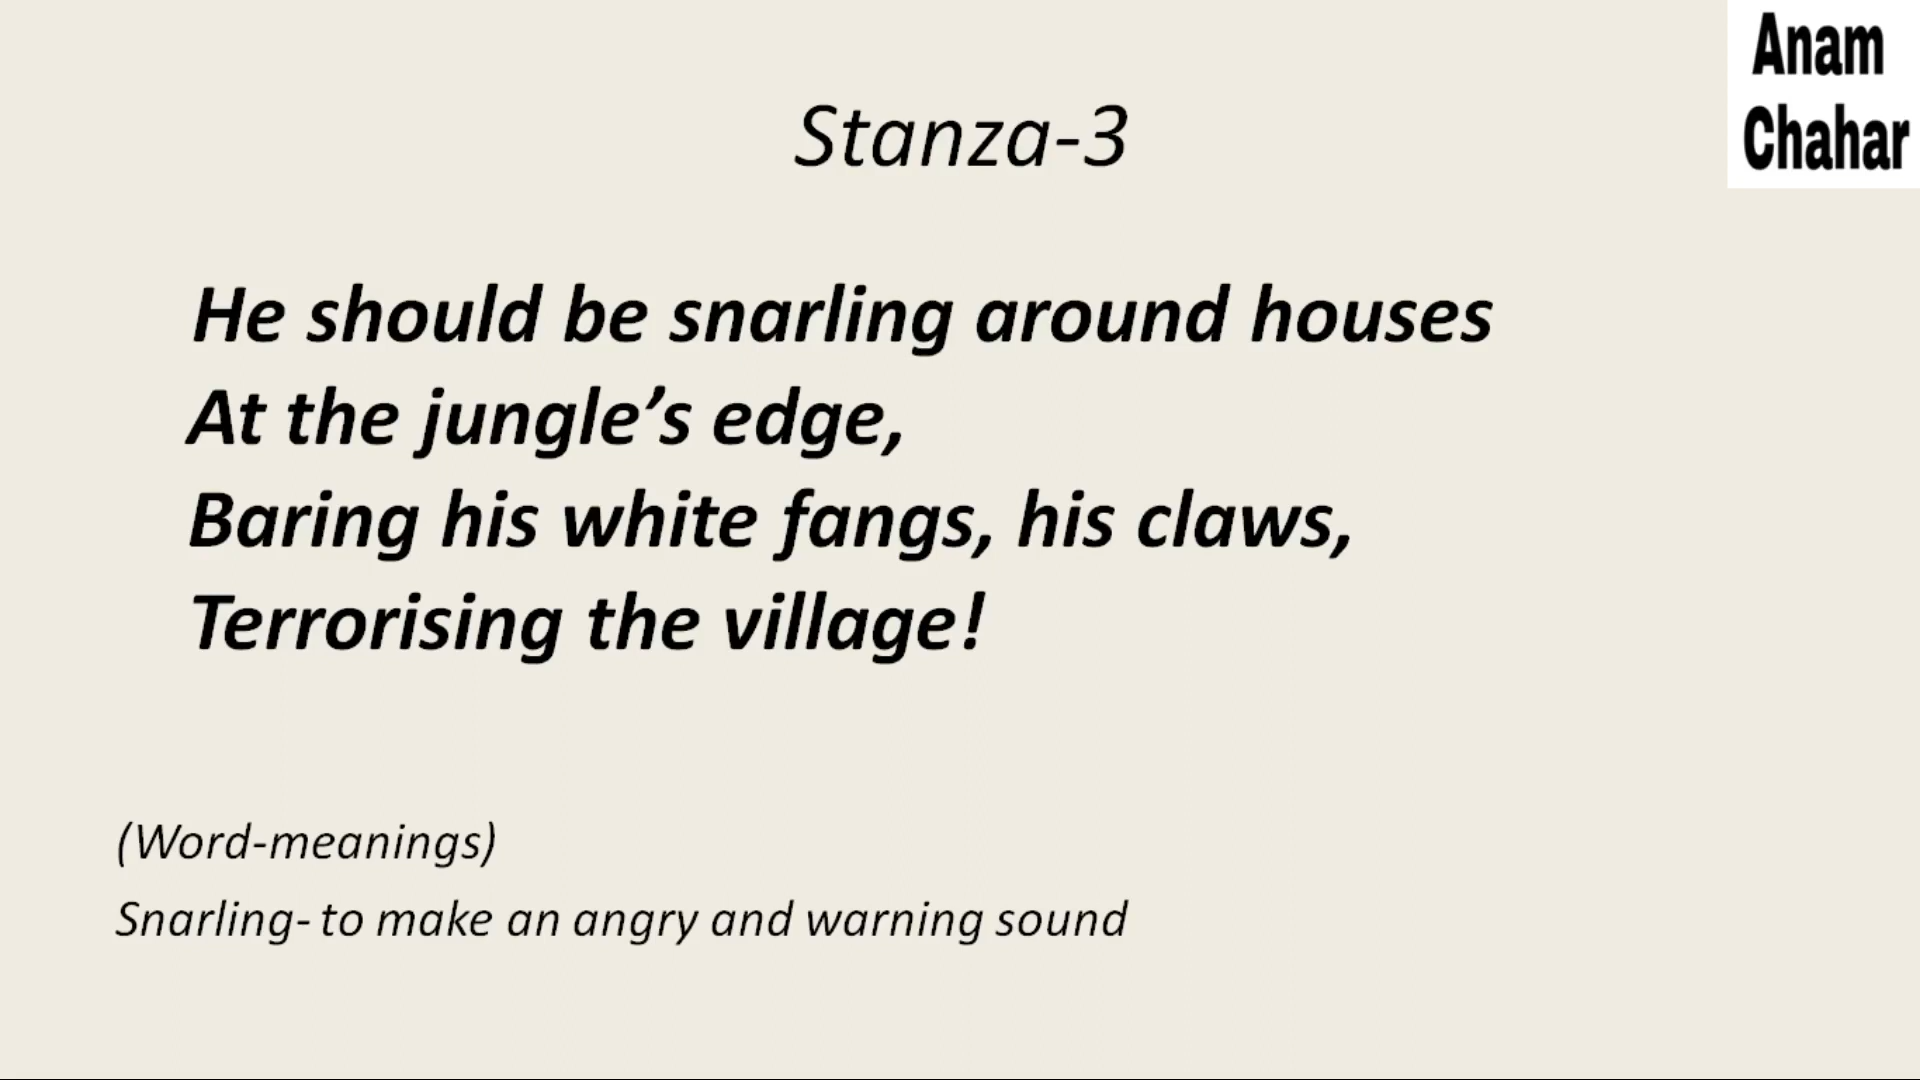 Anam
Chahar
Stanza-3
He should be snarling around houses
At the jungle’s edge,
Baring his white fangs, his claws,
Terrorising the village!
(Word-meanings)
Snarling- to make an angry and warning sound